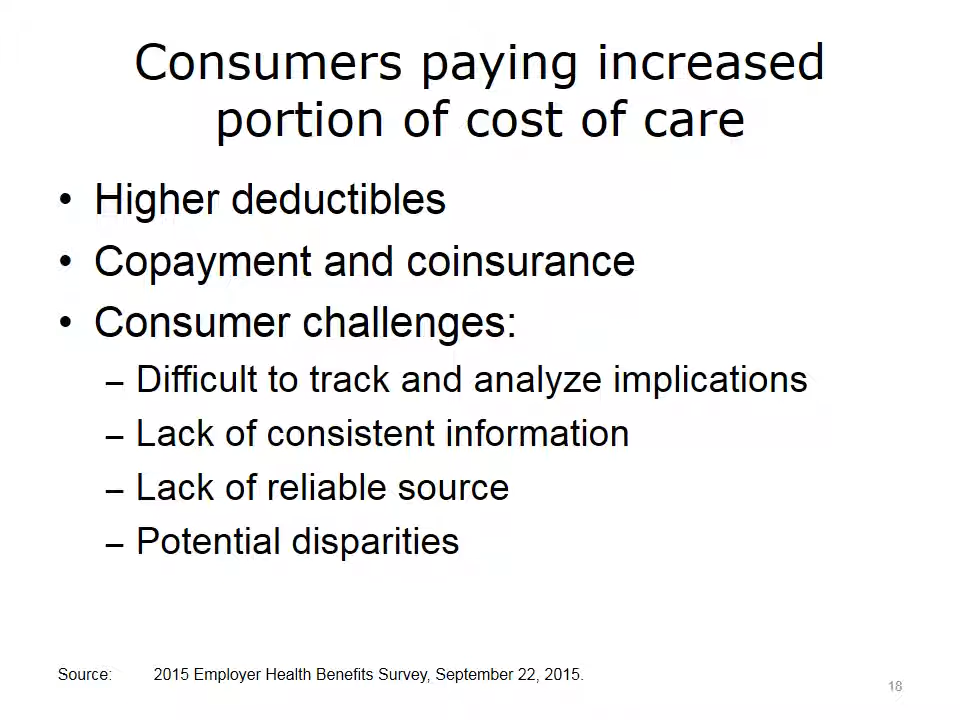 Consumers paying increased
portion of cost of care
• Higher deductibles
• Copayment and coinsurance
• Consumer challenges:
– Difficult to track and analyze implications
– Lack of consistent information
– Lack of reliable source
– Potential disparities
Source: 2015 Employer Health Benefits Survey, September 22, 2015.
18